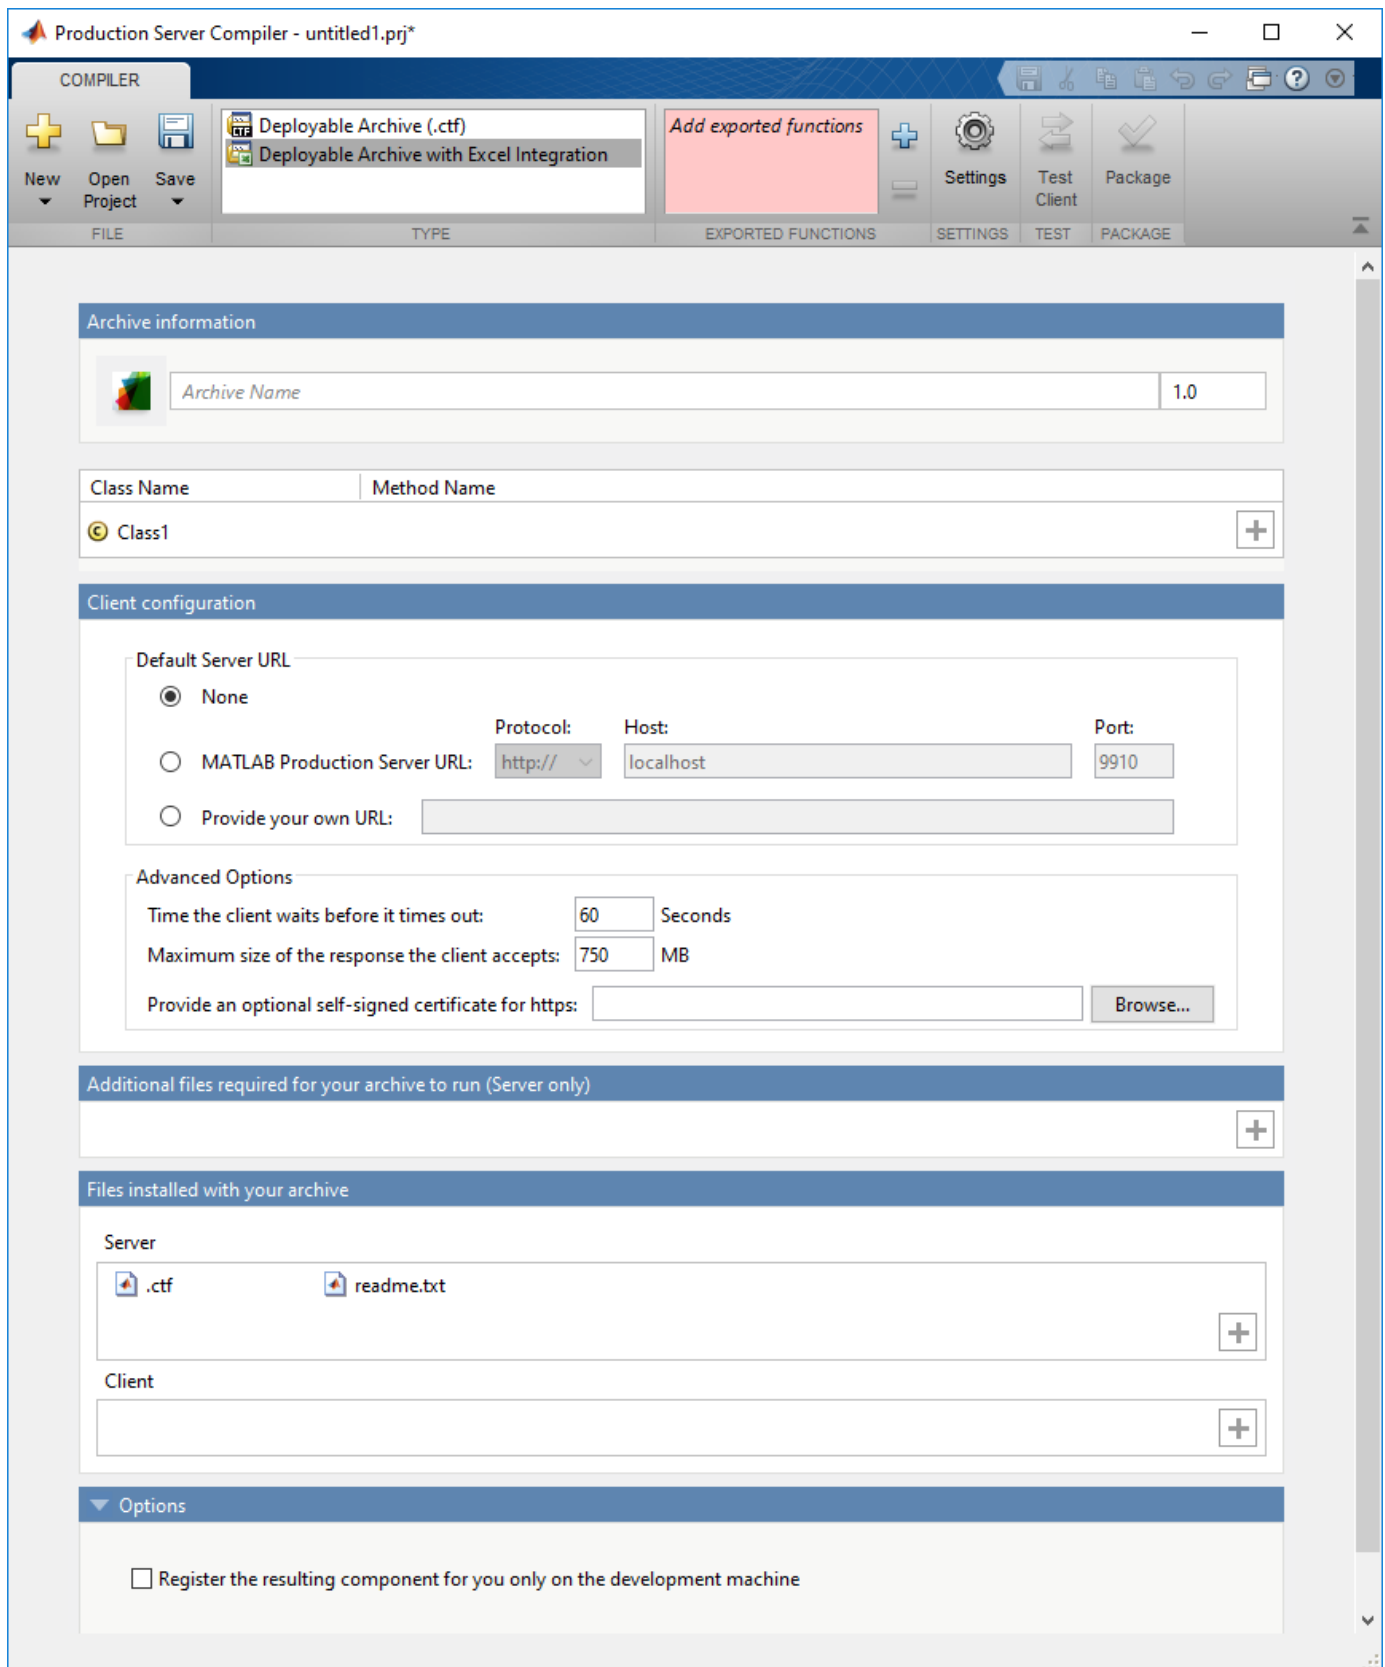 Production Server Compiler - untitled1.prj*
COMPILER
New
Open
Project
Save
FILE
CTF
Deployable Archive (.ctf)
Deployable Archive with Excel Integration
TYPE
Add exported functions
EXPORTED FUNCTIONS
Settings
SETTINGS
Test
Client
TEST
Package
PACKAGE
Archive information
Archive Name
1.0
Class Name
Method Name
Class1
Client configuration
Default Server URL
None
Protocol:
Host:
Port:
MATLAB Production Server URL:
http://
localhost
9910
Provide your own URL:
Advanced Options
Time the client waits before it times out:
60
Seconds
Maximum size of the response the client accepts:
750
MB
Provide an optional self-signed certificate for https:
Browse...
Additional files required for your archive to run (Server only)
Files installed with your archive
Server
.ctf
readme.txt
Client
Options
Register the resulting component for you only on the development machine